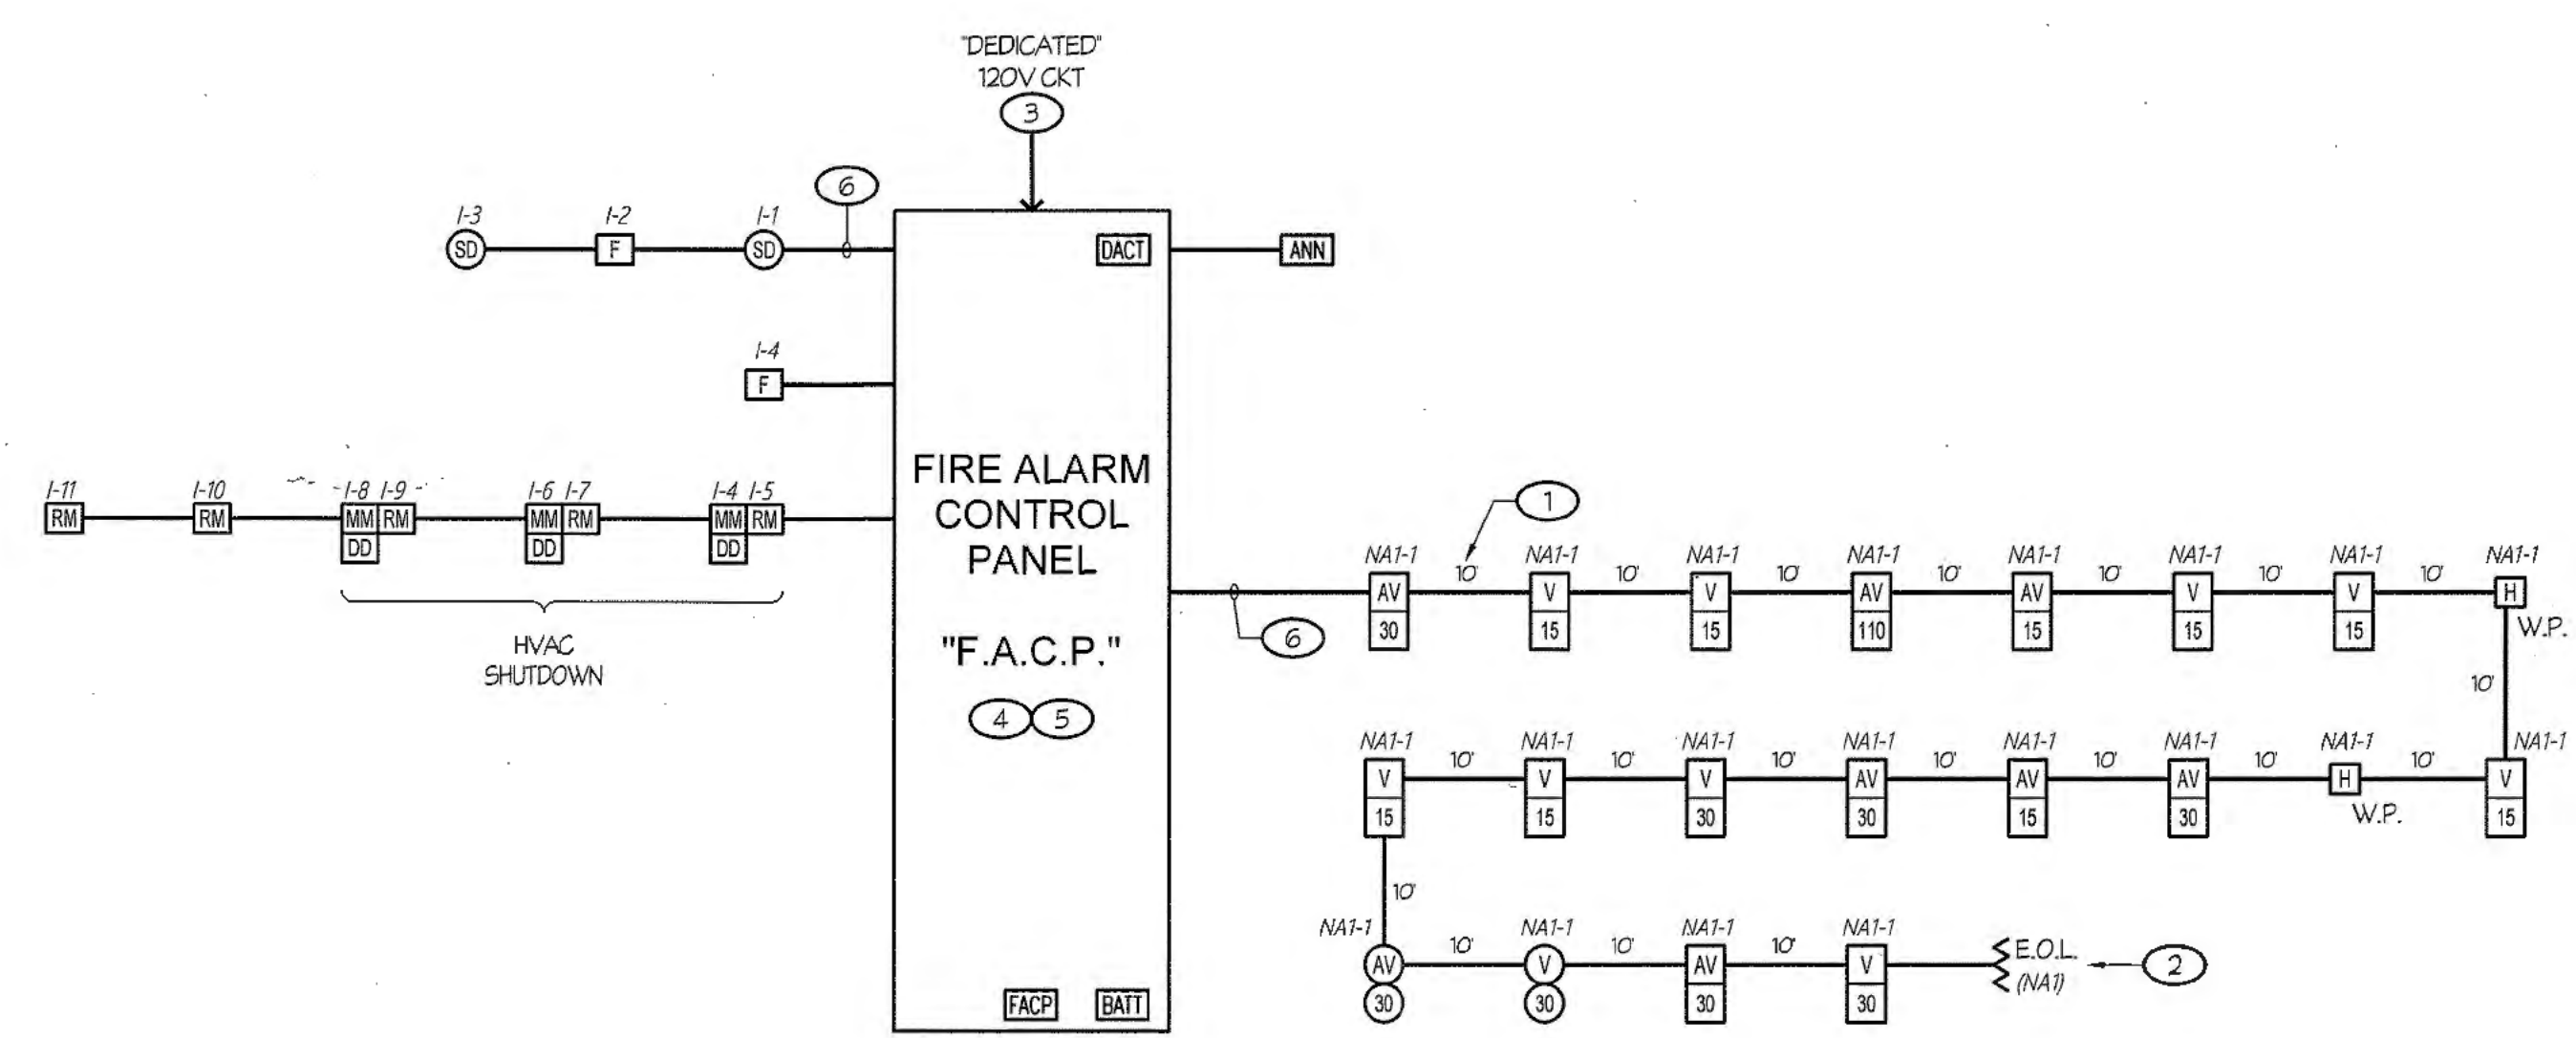 "DEDICATED"
120V CKT
3
6
I-3 I-2 I-1
SD F SD
DACT ANN
I-4
F
I-11 I-10 I-8 I-9 I-6 I-7 I-4 I-5
RM RM MM RM MM RM MM RM
DD DD DD
HVAC
SHUTDOWN
FIRE ALARM
CONTROL
PANEL
"F.A.C.P."
4 5
FACP BATT
1
6
NA1-1 NA1-1 NA1-1 NA1-1 NA1-1 NA1-1 NA1-1 NA1-1
10' 10' 10' 10' 10' 10' 10'
AV V V AV AV V V H
30 15 15 110 15 15 15 W.P.
10'
NA1-1 NA1-1 NA1-1 NA1-1 NA1-1 NA1-1 NA1-1 NA1-1
10' 10' 10' 10' 10' 10' 10'
V V V AV AV AV H V
15 15 30 30 15 30 W.P. 15
10'
NA1-1 NA1-1 NA1-1 NA1-1
10' 10' 10'
AV V AV V E.O.L.
30 30 30 30 (NA1)
2